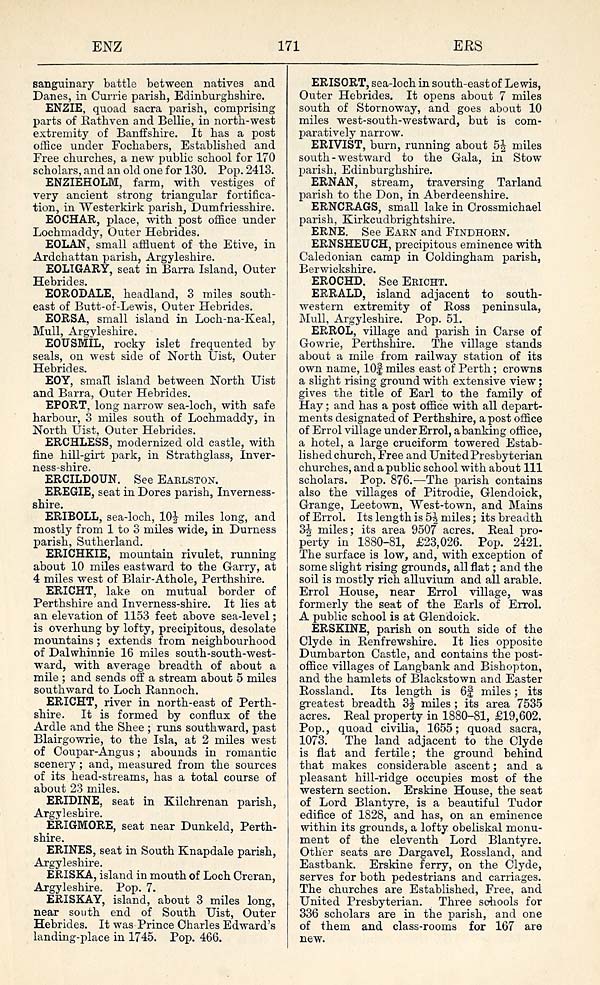 ENZ 171 ERS
sanguinary battle between natives and
Danes, in Currie parish, Edinburghshire.
ENZIE, quoad sacra parish, comprising
parts of Rathven and Bellie, in north-west
extremity of Banffshire. It has a post
office under Fochabers, Established and
Free churches, a new public school for 170
scholars, and an old one for 130. Pop. 2413.
ENZIEHOLM, farm, with vestiges of
very ancient strong triangular fortifica-
tion, in Westerkirk parish, Dumfriesshire.
EOCHAR, place, with post office under
Lochmaddy, Outer Hebrides.
EOLAN, small affluent of the Etive, in
Ardchattan parish, Argyleshire.
EOLIGARY, seat in Barra Island, Outer
Hebrides.
EORODALE, headland, 3 miles south-
east of Butt-of-Lewis, Outer Hebrides.
EORSA, small island in Loch-na-Keal,
Mull, Argyleshire.
EOUSMIL, rocky islet frequented by
seals, on west side of North Uist, Outer
Hebrides.
EOY, small island between North Uist
and Barra, Outer Hebrides.
EPORT, long narrow sea-loch, with safe
harbour, 3 miles south of Lochmaddy, in
North Uist, Outer Hebrides.
ERCHLESS, modernized old castle, with
fine hill-girt park, in Strathglass, Inver-
ness-shire.
ERCILDOUN. See EARLSTON.
EREGIE, seat in Dores parish, Inverness-
shire.
ERIBOLL, sea-loch, 10½ miles long, and
mostly from 1 to 3 miles wide, in Durness
parish, Sutherland.
ERICHKIE, mountain rivulet, running
about 10 miles eastward to the Garry, at
4 miles west of Blair-Athole, Perthshire.
ERICHT, lake on mutual border of
Perthshire and Inverness-shire. It lies at
an elevation of 1153 feet above sea-level;
is overhung by lofty, precipitous, desolate
mountains; extends from neighbourhood
of Dalwhinnie 16 miles south-south-west-
ward, with average breadth of about a
mile; and sends off a stream about 5 miles
southward to Loch Rannoch.
ERICHT, river in north-east of Perth-
shire. It is formed by conflux of the
Ardle and the Shee; runs southward, past
Blairgowrie, to the Isla, at 2 miles west
of Coupar-Angus; abounds in romantic
scenery; and, measured from the sources
of its head-streams, has a total course of
about 23 miles.
ERIDINE, seat in Kilchrenan parish,
Argyleshire.
ERIGMORE, seat near Dunkeld, Perth-
shire.
ERINES, seat in South Knapdale parish,
Argyleshire.
ERISKA, island in mouth of Loch Creran,
Argyleshire. Pop. 7.
ERISKAY, island, about 3 miles long,
near south end of South Uist, Outer
Hebrides. It was Prince Charles Edward's
landing-place in 1745. Pop. 466.
ERISORT, sea-loch in south-east of Lewis,
Outer Hebrides. It opens about 7 miles
south of Stornoway, and goes about 10
miles west-south-westward, but is com-
paratively narrow.
ERIVIST, burn, running about 5½ miles
south-westward to the Gala, in Stow
parish, Edinburghshire.
ERNAN, stream, traversing Tarland
parish to the Don, in Aberdeenshire.
ERNCRAGS, small lake in Crossmichael
parish, Kirkcudbrightshire.
ERNE. See EARN and FINDHORN.
ERNSHEUCH, precipitous eminence with
Caledonian camp in Coldingham parish,
Berwickshire.
EROCHD. See ERICHT.
ERRALD, island adjacent to south-
western extremity of Ross peninsula,
Mull, Argyleshire. Pop. 51.
ERROL, village and parish in Carse of
Gowrie, Perthshire. The village stands
about a mile from railway station of its
own name, 10¾ miles east of Perth; crowns
a slight rising ground with extensive view;
gives the title of Earl to the family of
Hay; and has a post office with all depart-
ments designated of Perthshire, a post office
of Errol village under Errol, a banking office,
a hotel, a large cruciform towered Estab-
lished church, Free and United Presbyterian
churches, and a public school with about 111
scholars. Pop. 876.—The parish contains
also the villages of Pitrodie, Glendoick,
Grange, Leetown, West-town, and Mains
of Errol. Its length is 5½ miles; its breadth
3½ miles; its area 9507 acres. Real pro-
perty in 1880-81, £23,026. Pop. 2421.
The surface is low, and, with exception of
some slight rising grounds, all flat; and the
soil is mostly rich alluvium and all arable.
Errol House, near Errol village, was
formerly the seat of the Earls of Errol.
A public school is at Glendoick.
ERSKINE, parish on south side of the
Clyde in Renfrewshire. It lies opposite
Dumbarton Castle, and contains the post-
office villages of Langbank and Bishopton,
and the hamlets of Blackstown and Easter
Rossland. Its length is 6¾ miles; its
greatest breadth 3½ miles; its area 7535
acres. Real property in 1880-81, £19,602.
Pop., quoad civilia, 1655; quoad sacra,
1073. The land adjacent to the Clyde
is flat and fertile; the ground behind
that makes considerable ascent; and a
pleasant hill-ridge occupies most of the
western section. Erskine House, the seat
of Lord Blantyre, is a beautiful Tudor
edifice of 1828, and has, on an eminence
within its grounds, a lofty obeliskal monu-
ment of the eleventh Lord Blantyre.
Other seats are Dargavel, Rossland, and
Eastbank. Erskine ferry, on the Clyde,
serves for both pedestrians and carriages.
The churches are Established, Free, and
United Presbyterian. Three schools for
336 scholars are in the parish, and one
of them and class-rooms for 167 are
new.